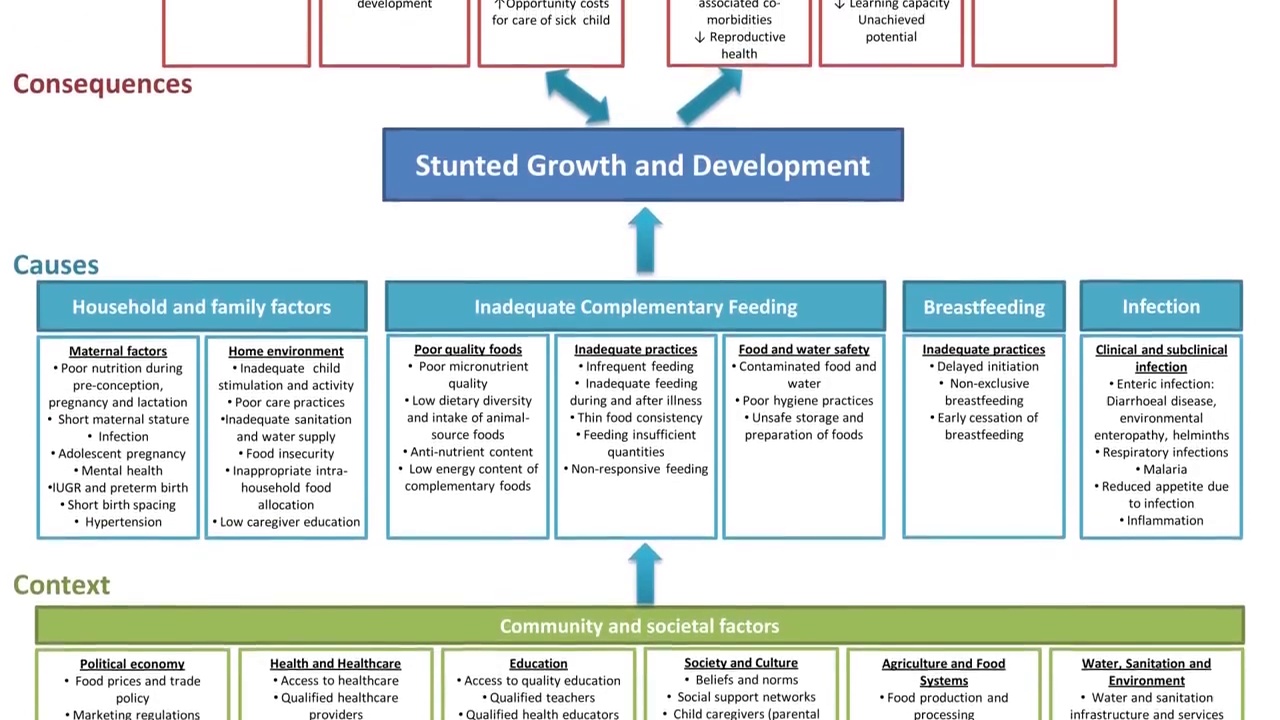 development
↑Opportunity costs
for care of sick child
associated co-
morbidities
↓ Reproductive
health
↓ Learning capacity
Unachieved
potential
Consequences
Stunted Growth and Development
Causes
Household and family factors
Maternal factors
• Poor nutrition during
pre-conception,
pregnancy and lactation
• Short maternal stature
• Infection
• Adolescent pregnancy
• Mental health
•IUGR and preterm birth
• Short birth spacing
• Hypertension
Home environment
• Inadequate child
stimulation and activity
• Poor care practices
•Inadequate sanitation
and water supply
• Food insecurity
• Inappropriate intra-
household food
allocation
• Low caregiver education
Inadequate Complementary Feeding
Poor quality foods
• Poor micronutrient
quality
• Low dietary diversity
and intake of animal-
source foods
• Anti-nutrient content
• Low energy content of
complementary foods
Inadequate practices
• Infrequent feeding
• Inadequate feeding
during and after illness
• Thin food consistency
• Feeding insufficient
quantities
• Non-responsive feeding
Food and water safety
• Contaminated food and
water
• Poor hygiene practices
• Unsafe storage and
preparation of foods
Breastfeeding
Inadequate practices
• Delayed initiation
• Non-exclusive
breastfeeding
• Early cessation of
breastfeeding
Infection
Clinical and subclinical
infection
• Enteric infection:
Diarrhoeal disease,
environmental
enteropathy, helminths
• Respiratory infections
• Malaria
• Reduced appetite due
to infection
• Inflammation
Context
Community and societal factors
Political economy
• Food prices and trade
policy
• Marketing regulations
Health and Healthcare
• Access to healthcare
• Qualified healthcare
providers
Education
• Access to quality education
• Qualified teachers
• Qualified health educators
Society and Culture
• Beliefs and norms
• Social support networks
• Child caregivers (parental
Agriculture and Food
Systems
• Food production and
processing
Water, Sanitation and
Environment
• Water and sanitation
infrastructure and services